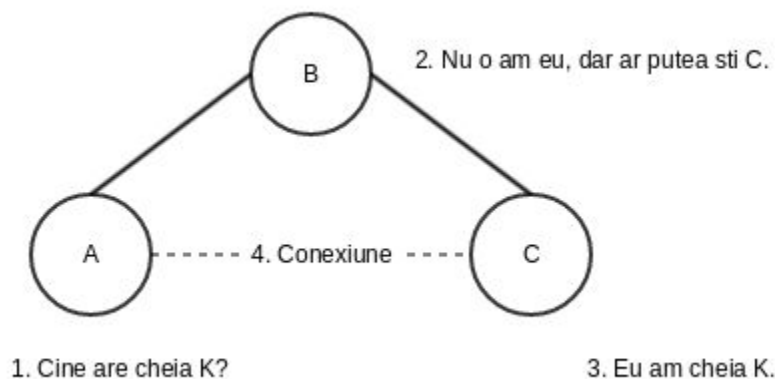 B
2. Nu o am eu, dar ar putea sti C.
A
4. Conexiune
C
1. Cine are cheia K?
3. Eu am cheia K.